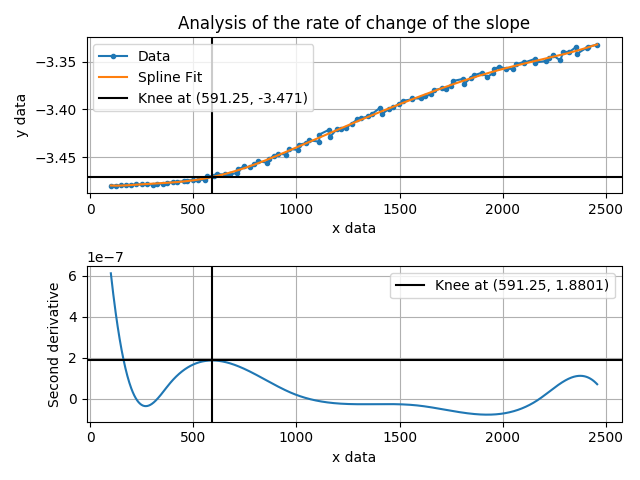 Analysis of the rate of change of the slope
Data
Spline Fit
Knee at (591.25, -3.471)
y data
−3.35
−3.40
−3.45
0 500 1000 1500 2000 2500
x data
1e−7
Knee at (591.25, 1.8801)
Second derivative
6
4
2
0
0 500 1000 1500 2000 2500
x data